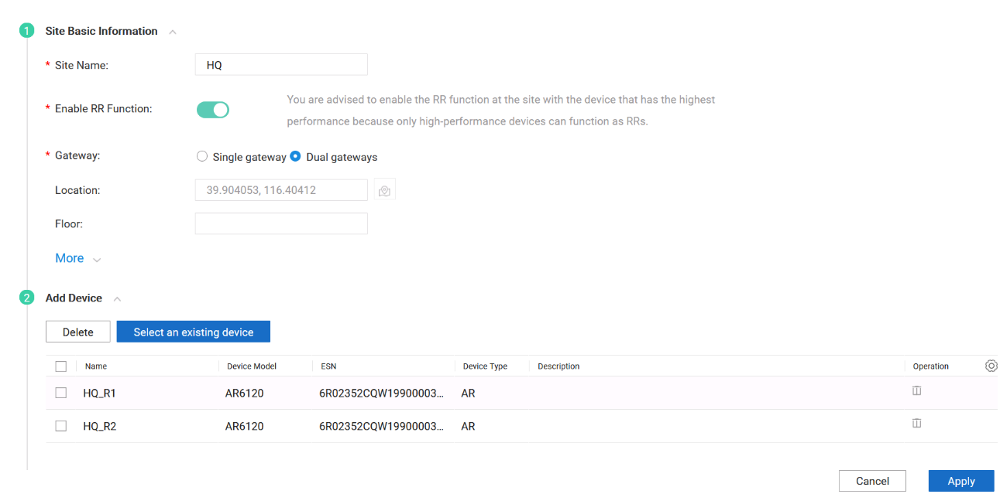 1 Site Basic Information
* Site Name: HQ
* Enable RR Function: You are advised to enable the RR function at the site with the device that has the highest
performance because only high-performance devices can function as RRs.
* Gateway: Single gateway Dual gateways
Location: 39.904053, 116.40412
Floor:
More
2 Add Device
Delete Select an existing device
Name Device Model ESN Device Type Description Operation
HQ_R1 AR6120 6R02352CQW19900003... AR
HQ_R2 AR6120 6R02352CQW19900003... AR
Cancel Apply